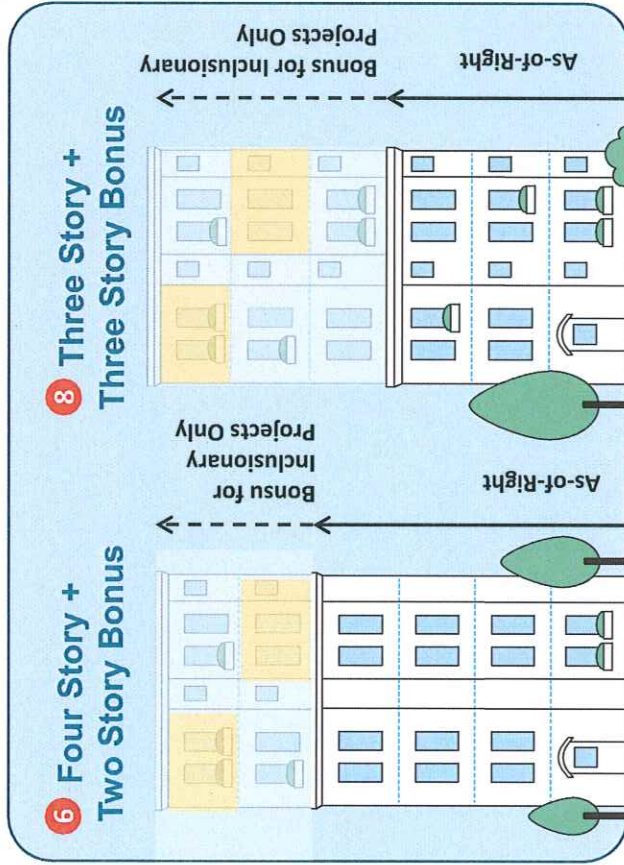 6 Four Story +
Two Story Bonus
Bonsu for
Inclusionary
Projects Only
As-of-Right
8 Three Story +
Three Story Bonus
Bonus for Inclusionary
Projects Only
As-of-Right